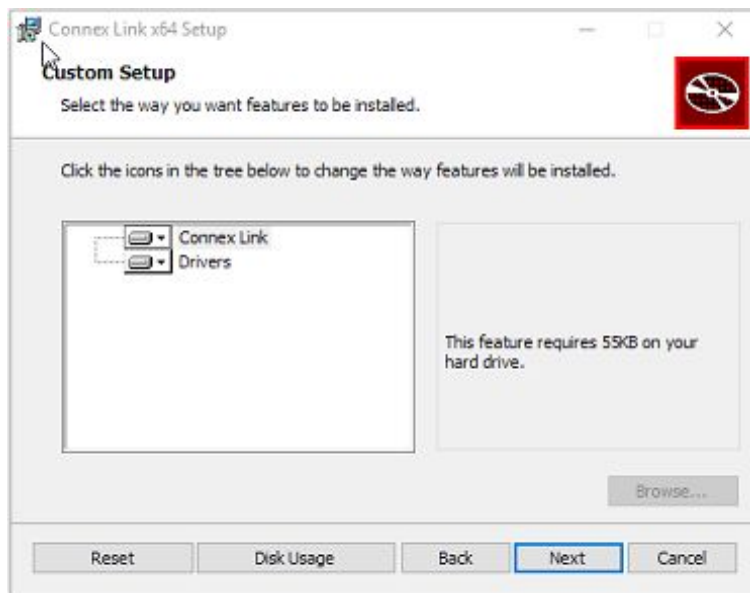 Connex Link x64 Setup
Custom Setup
Select the way you want features to be installed.
Click the icons in the tree below to change the way features will be installed.
Connex Link
Drivers
This feature requires 55KB on your
hard drive.
Browse...
Reset
Disk Usage
Back
Next
Cancel